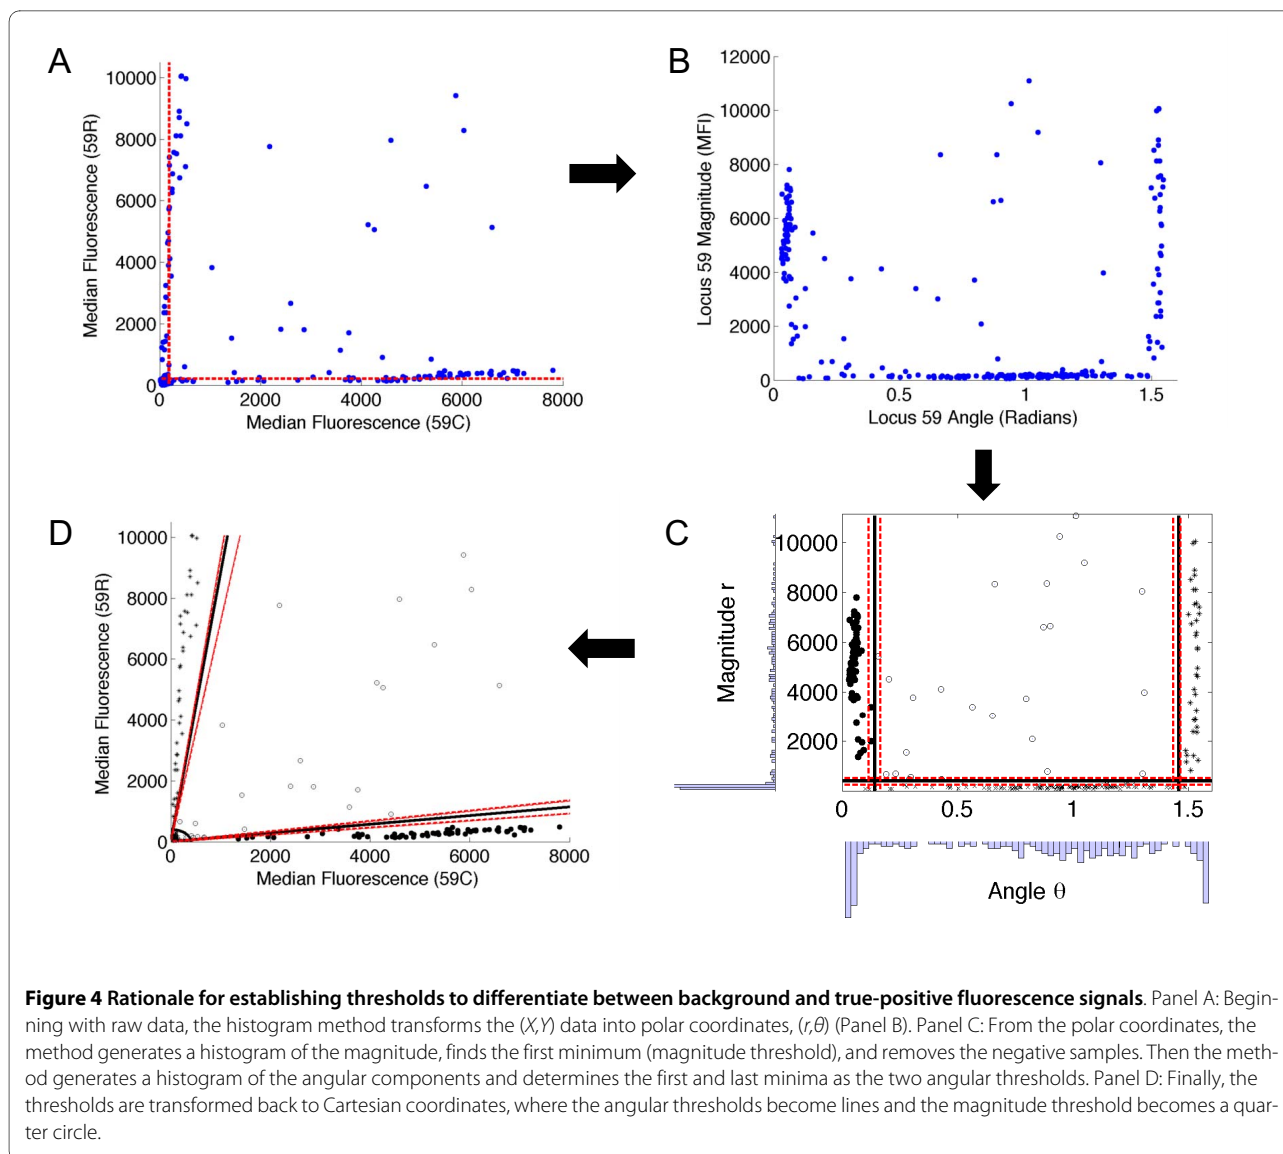 A
10000
8000
6000
4000
2000
0
Median Fluorescence (59R)
0 2000 4000 6000 8000
Median Fluorescence (59C)
B
12000
10000
8000
6000
4000
2000
0
Locus 59 Magnitude (MFI)
0 0.5 1 1.5
Locus 59 Angle (Radians)
D
10000
8000
6000
4000
2000
0
Median Fluorescence (59R)
0 2000 4000 6000 8000
Median Fluorescence (59C)
C
10000
8000
6000
4000
2000
Magnitude r
0 0.5 1 1.5
Angle θ
Figure 4 Rationale for establishing thresholds to differentiate between background and true-positive fluorescence signals. Panel A: Begin-
ning with raw data, the histogram method transforms the (X,Y) data into polar coordinates, (r,θ) (Panel B). Panel C: From the polar coordinates, the
method generates a histogram of the magnitude, finds the first minimum (magnitude threshold), and removes the negative samples. Then the meth-
od generates a histogram of the angular components and determines the first and last minima as the two angular thresholds. Panel D: Finally, the
thresholds are transformed back to Cartesian coordinates, where the angular thresholds become lines and the magnitude threshold becomes a quar-
ter circle.